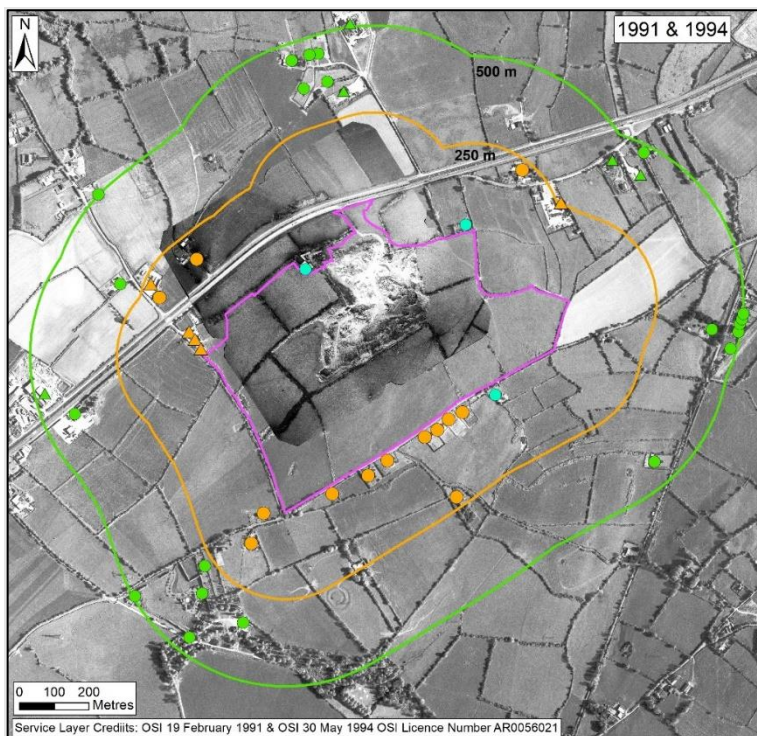 N
1991 & 1994
500 m
250 m
0 100 200
Metres
Service Layer Crediits: OSI 19 February 1991 & OSI 30 May 1994 OSI Licence Number AR0056021